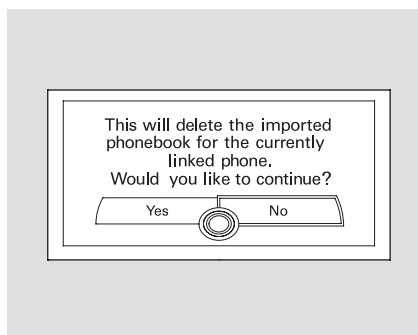 This will delete the imported
phonebook for the currently
linked phone.
Would you like to continue?
Yes No